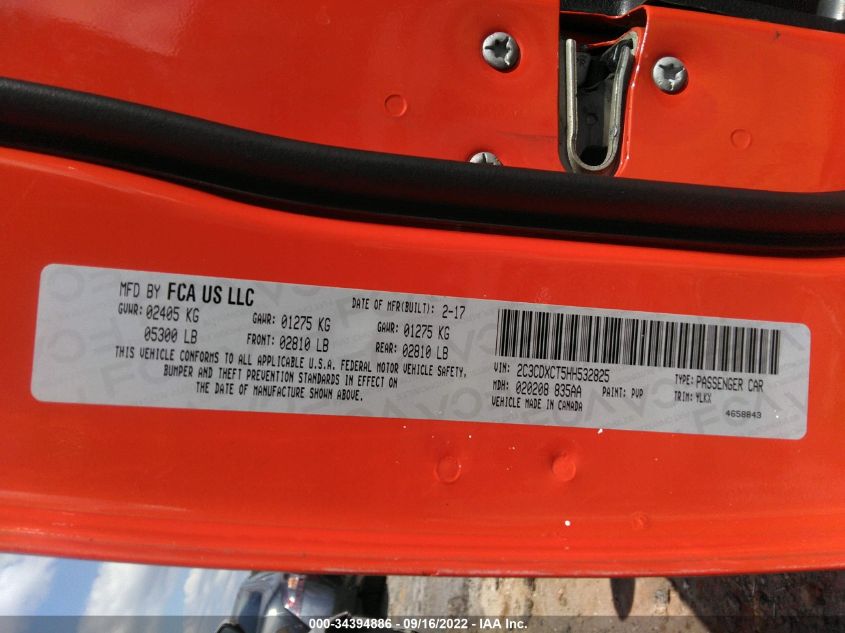 MFD BY FCA US LLC
DATE OF MFR(BUILT): 2-17
GVWR: 02405 KG
GAWR: 01275 KG
GAWR: 01275 KG
05300 LB
FRONT: 02810 LB
REAR: 02810 LB
THIS VEHICLE CONFORMS TO ALL APPLICABLE U.S.A. FEDERAL MOTOR VEHICLE SAFETY,
BUMPER AND THEFT PREVENTION STANDARDS IN EFFECT ON
THE DATE OF MANUFACTURE SHOWN ABOVE.
VIN: 2C3CDXCT5HH532825
TYPE: PASSENGER CAR
MDH: 020208 835AA
PAINT: PVP
TRIM: YLKX
VEHICLE MADE IN CANADA
4658843
000-34394886 - 09/16/2022 - IAA Inc.